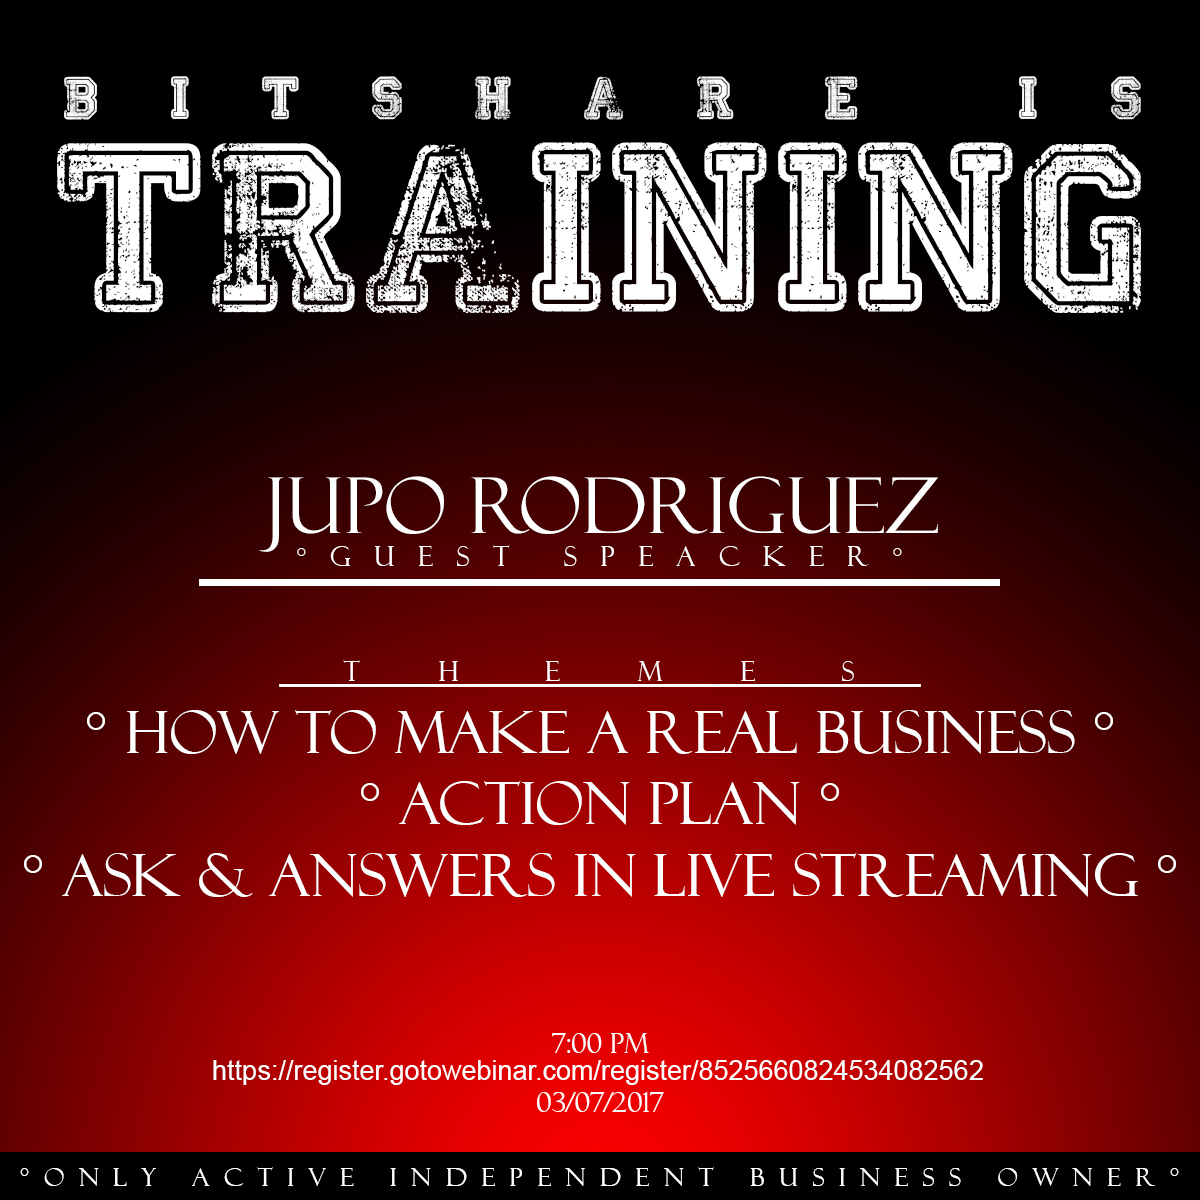 BITSHARE IS
TRAINING
JUPO RODRIGUEZ
°GUEST SPEACKER°
THEMES
° HOW TO MAKE A REAL BUSINESS °
° ACTION PLAN °
° ASK & ANSWERS IN LIVE STREAMING °
7:00 PM
https://register.gotowebinar.com/register/8525660824534082562
03/07/2017
°ONLY ACTIVE INDEPENDENT BUSINESS OWNER°